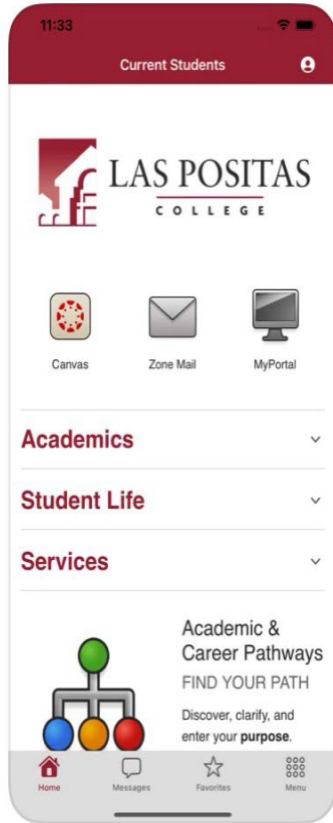 11:33
Current Students
LAS POSITAS
COLLEGE
Canvas
Zone Mail
MyPortal
Academics
Student Life
Services
Academic &
Career Pathways
FIND YOUR PATH
Discover, clarify, and
enter your purpose.
Home
Messages
Favorites
Menu